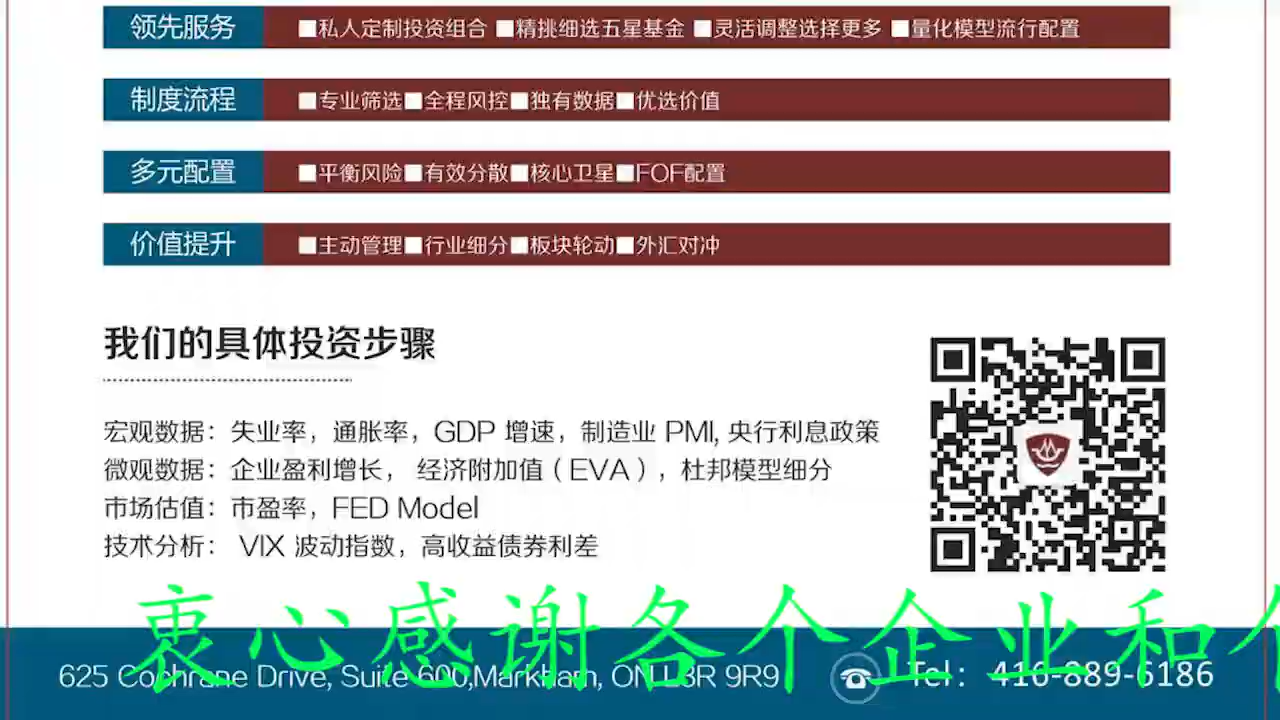 领先服务 ■私人定制投资组合 ■精挑细选五星基金 ■灵活调整选择更多 ■量化模型流行配置
制度流程 ■专业筛选■全程风控■独有数据■优选价值
多元配置 ■平衡风险■有效分散■核心卫星■FOF配置
价值提升 ■主动管理■行业细分■板块轮动■外汇对冲
我们的具体投资步骤
宏观数据：失业率，通胀率，GDP 增速，制造业 PMI, 央行利息政策
微观数据：企业盈利增长， 经济附加值（EVA），杜邦模型细分
市场估值：市盈率，FED Model
技术分析： VIX 波动指数，高收益债券利差
衷心感谢各个企业和
625 Cochrane Drive, Suite 600,Markham, ON L3R 9R9 Tel：416-889-6186